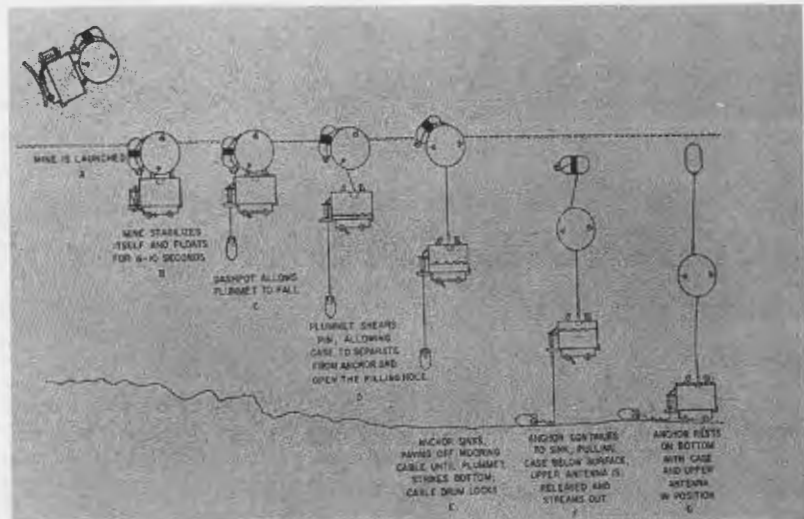 MINE IS LAUNCHED
A
MINE STABILIZES
ITSELF AND FLOATS
FOR 6-10 SECONDS
B
DASHPOT ALLOWS
PLUMMET TO FALL
C
PLUMMET SHEARS
PIN, ALLOWING
CASE TO SEPARATE
FROM ANCHOR AND
OPEN THE FILLING HOLE
D
ANCHOR SINKS,
PAYING OFF MOORING
CABLE UNTIL PLUMMET
STRIKES BOTTOM;
CABLE DRUM LOCKS
E
ANCHOR CONTINUES
TO SINK, PULLING
CASE BELOW SURFACE,
UPPER ANTENNA IS
RELEASED AND
STREAMS OUT
F
ANCHOR RESTS
ON BOTTOM
WITH CASE
AND UPPER
ANTENNA
IN POSITION
G